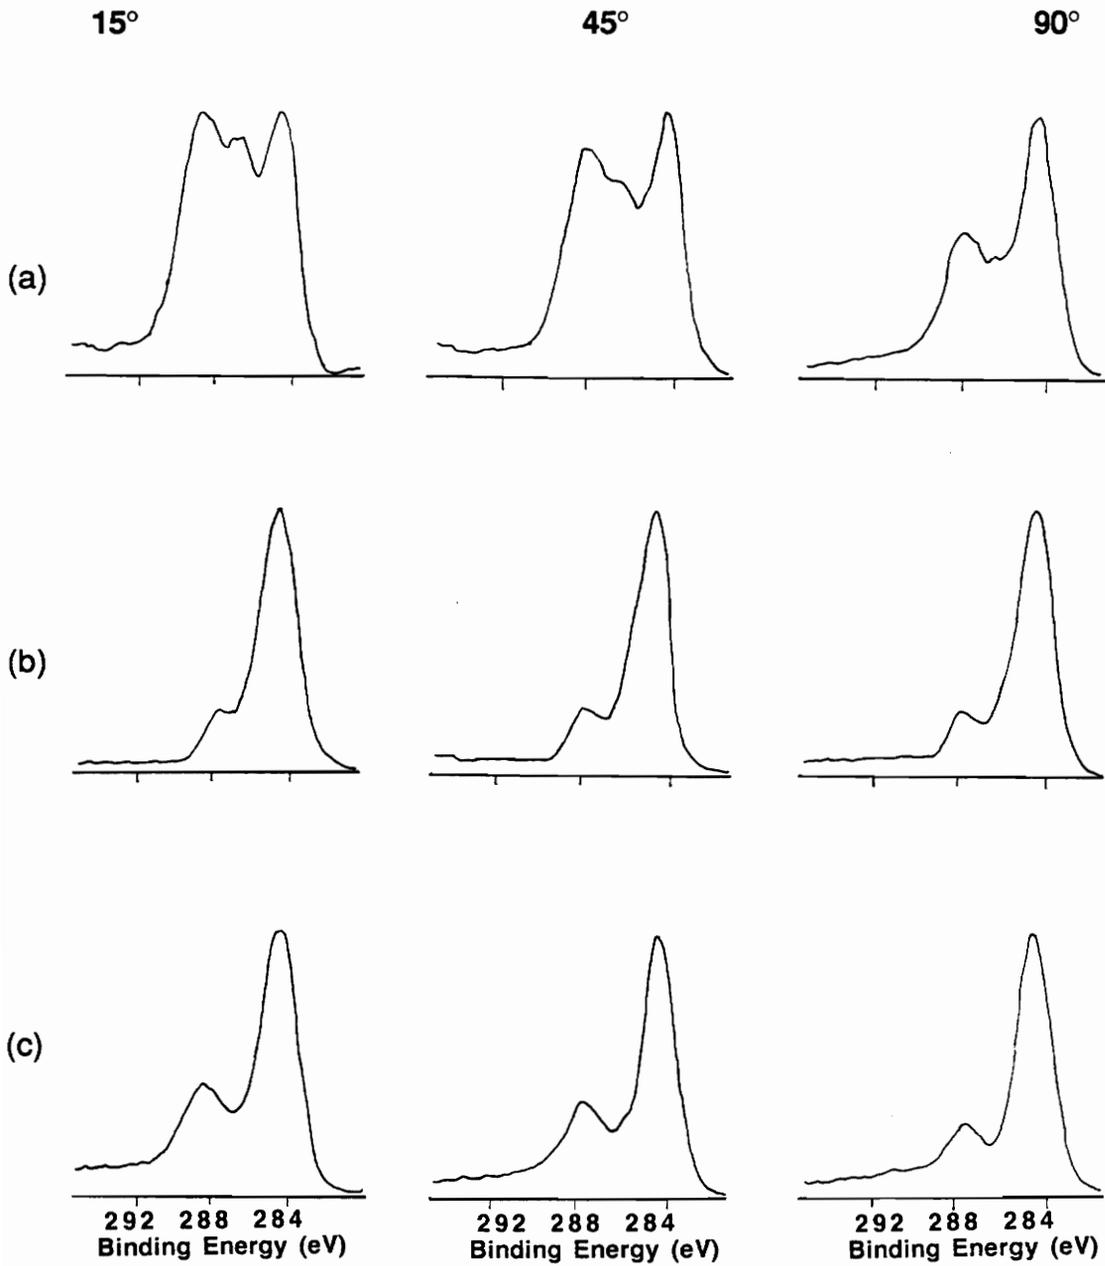 15° 45° 90°
(a)
(b)
(c)
292 288 284 292 288 284 292 288 284
Binding Energy (eV) Binding Energy (eV) Binding Energy (eV)